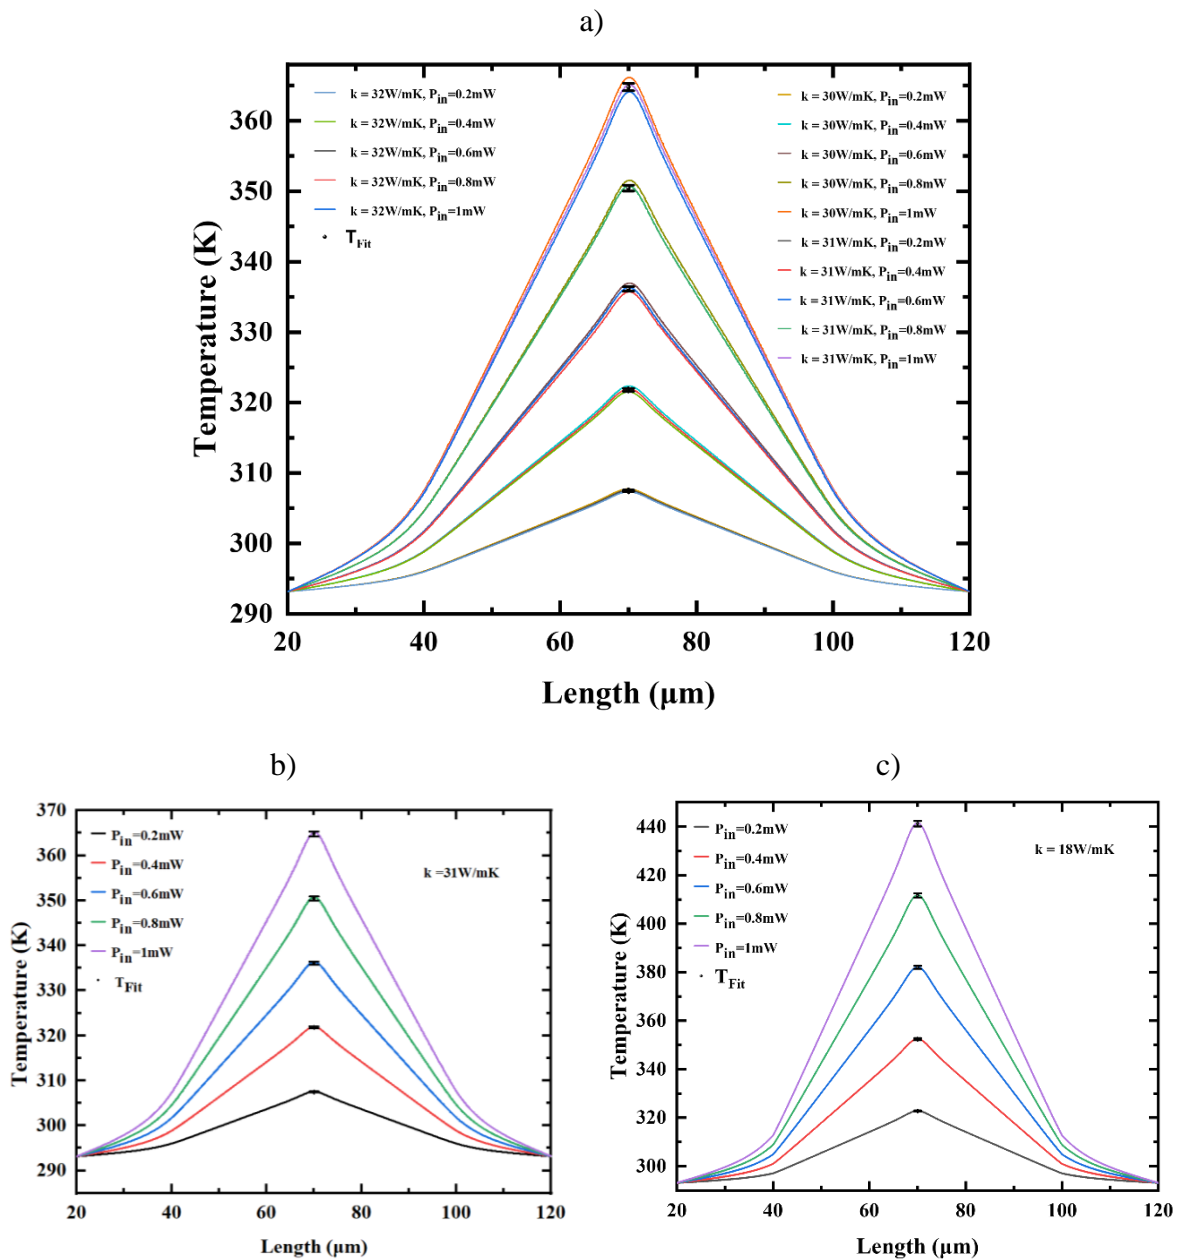 a)
k = 32W/mK, Pin=0.2mW
k = 32W/mK, Pin=0.4mW
k = 32W/mK, Pin=0.6mW
k = 32W/mK, Pin=0.8mW
k = 32W/mK, Pin=1mW
TFit
k = 30W/mK, Pin=0.2mW
k = 30W/mK, Pin=0.4mW
k = 30W/mK, Pin=0.6mW
k = 30W/mK, Pin=0.8mW
k = 30W/mK, Pin=1mW
k = 31W/mK, Pin=0.2mW
k = 31W/mK, Pin=0.4mW
k = 31W/mK, Pin=0.6mW
k = 31W/mK, Pin=0.8mW
k = 31W/mK, Pin=1mW
Temperature (K)
360
350
340
330
320
310
300
290
20 40 60 80 100 120
Length (μm)
b)
370
365
360
355
350
345
340
335
330
325
320
315
310
305
300
295
290
Temperature (K)
Pin=0.2mW
Pin=0.4mW
Pin=0.6mW
Pin=0.8mW
Pin=1mW
TFit
k =31W/mK
20 40 60 80 100 120
Length (μm)
c)
440
420
400
380
360
340
320
300
Temperature (K)
Pin=0.2mW
Pin=0.4mW
Pin=0.6mW
Pin=0.8mW
Pin=1mW
TFit
k = 18W/mK
20 40 60 80 100 120
Length (μm)